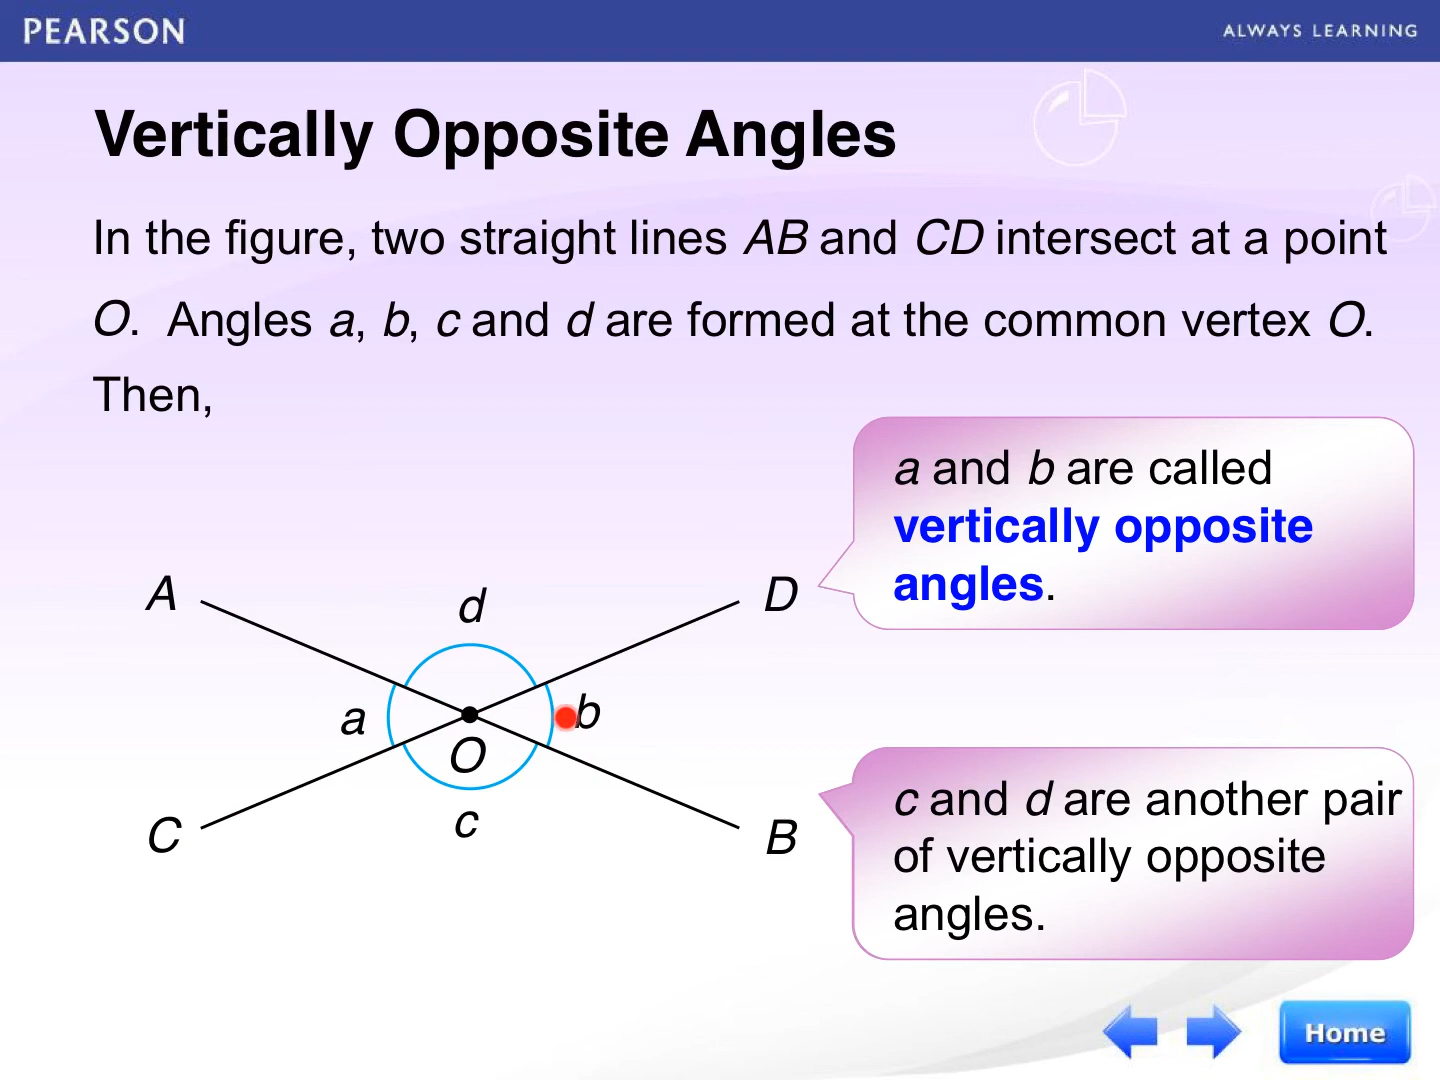 PEARSON
ALWAYS LEARNING
Vertically Opposite Angles
In the figure, two straight lines AB and CD intersect at a point
O. Angles a, b, c and d are formed at the common vertex O.
Then,
a and b are called
vertically opposite
angles.
A
d
D
a
b
O
C
c
B
c and d are another pair
of vertically opposite
angles.
Home